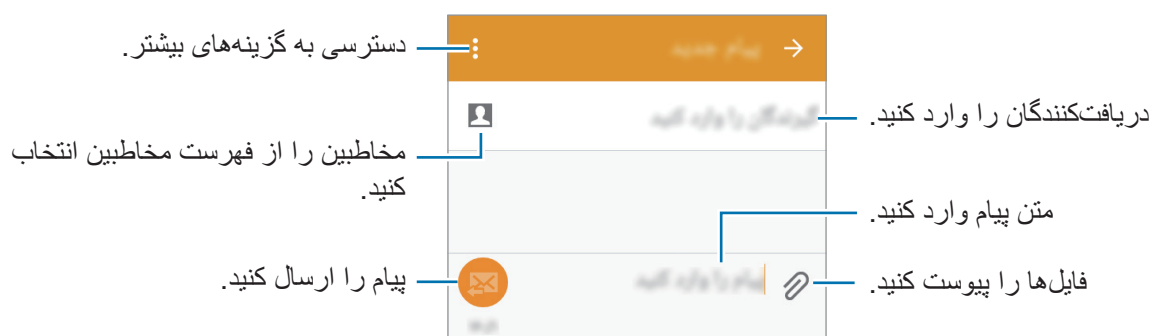 دسترسی به گزینه‌های بیشتر.
دریافت‌کنندگان را وارد کنید.
مخاطبین را از فهرست مخاطبین انتخاب
کنید.
متن پیام وارد کنید.
فایل‌ها را پیوست کنید.
پیام را ارسال کنید.